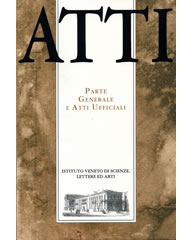 ATTI
PARTE
GENERALE
E ATTI UFFICIALI
ISTITUTO VENETO DI SCIENZE,
LETTERE ED ARTI